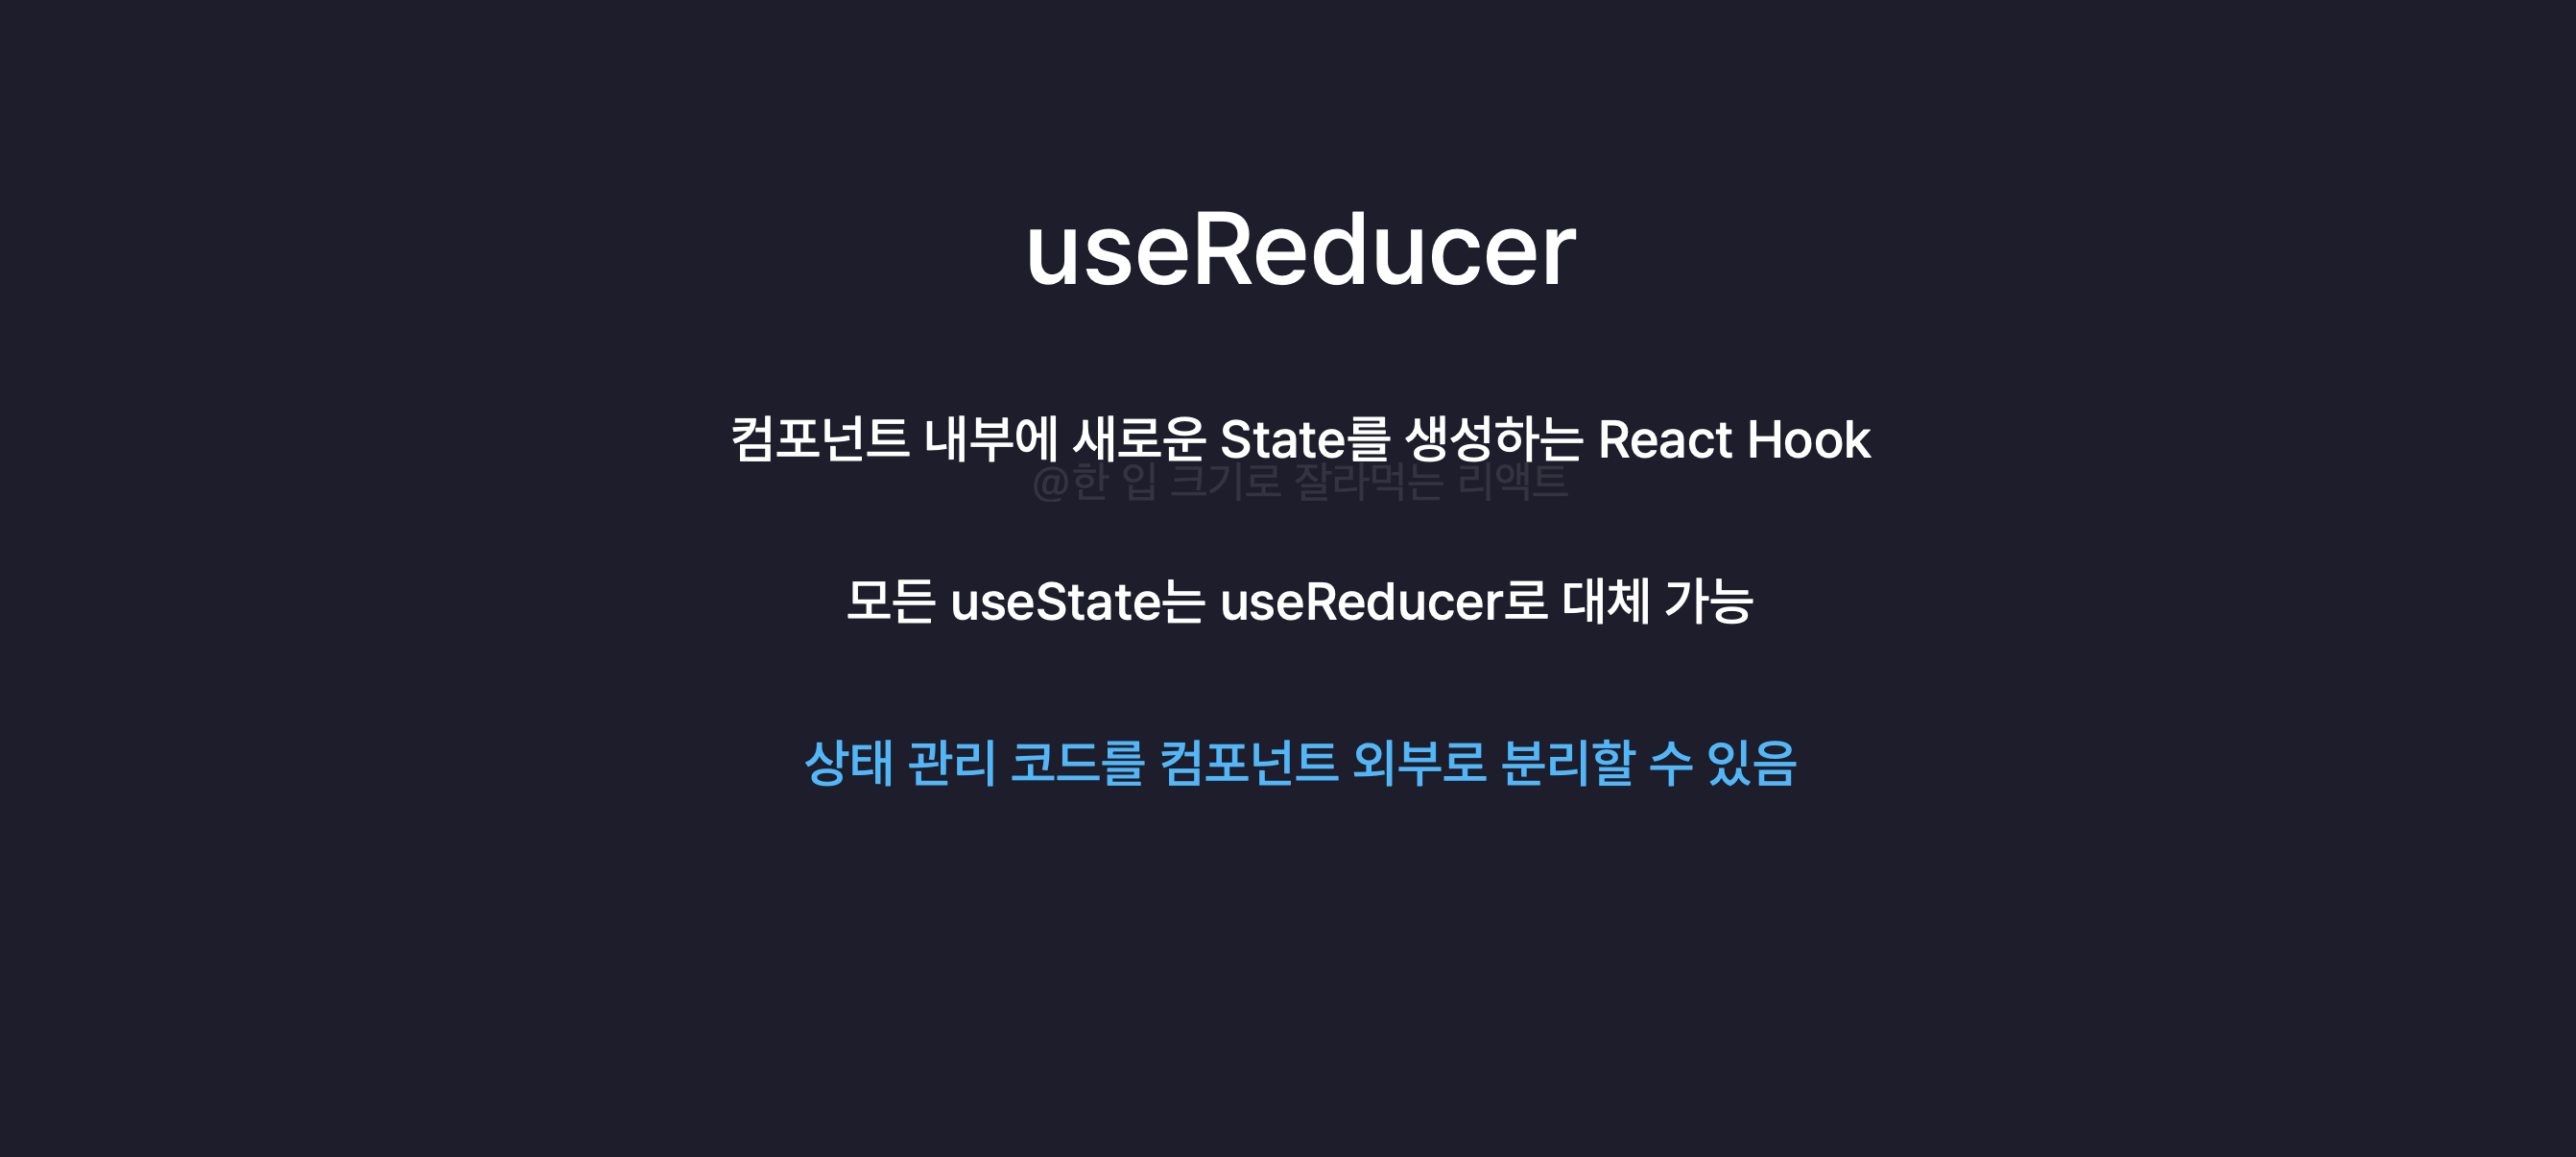 useReducer
컴포넌트 내부에 새로운 State를 생성하는 React Hook
@한 입 크기로 잘라먹는 리액트
모든 useState는 useReducer로 대체 가능
상태 관리 코드를 컴포넌트 외부로 분리할 수 있음